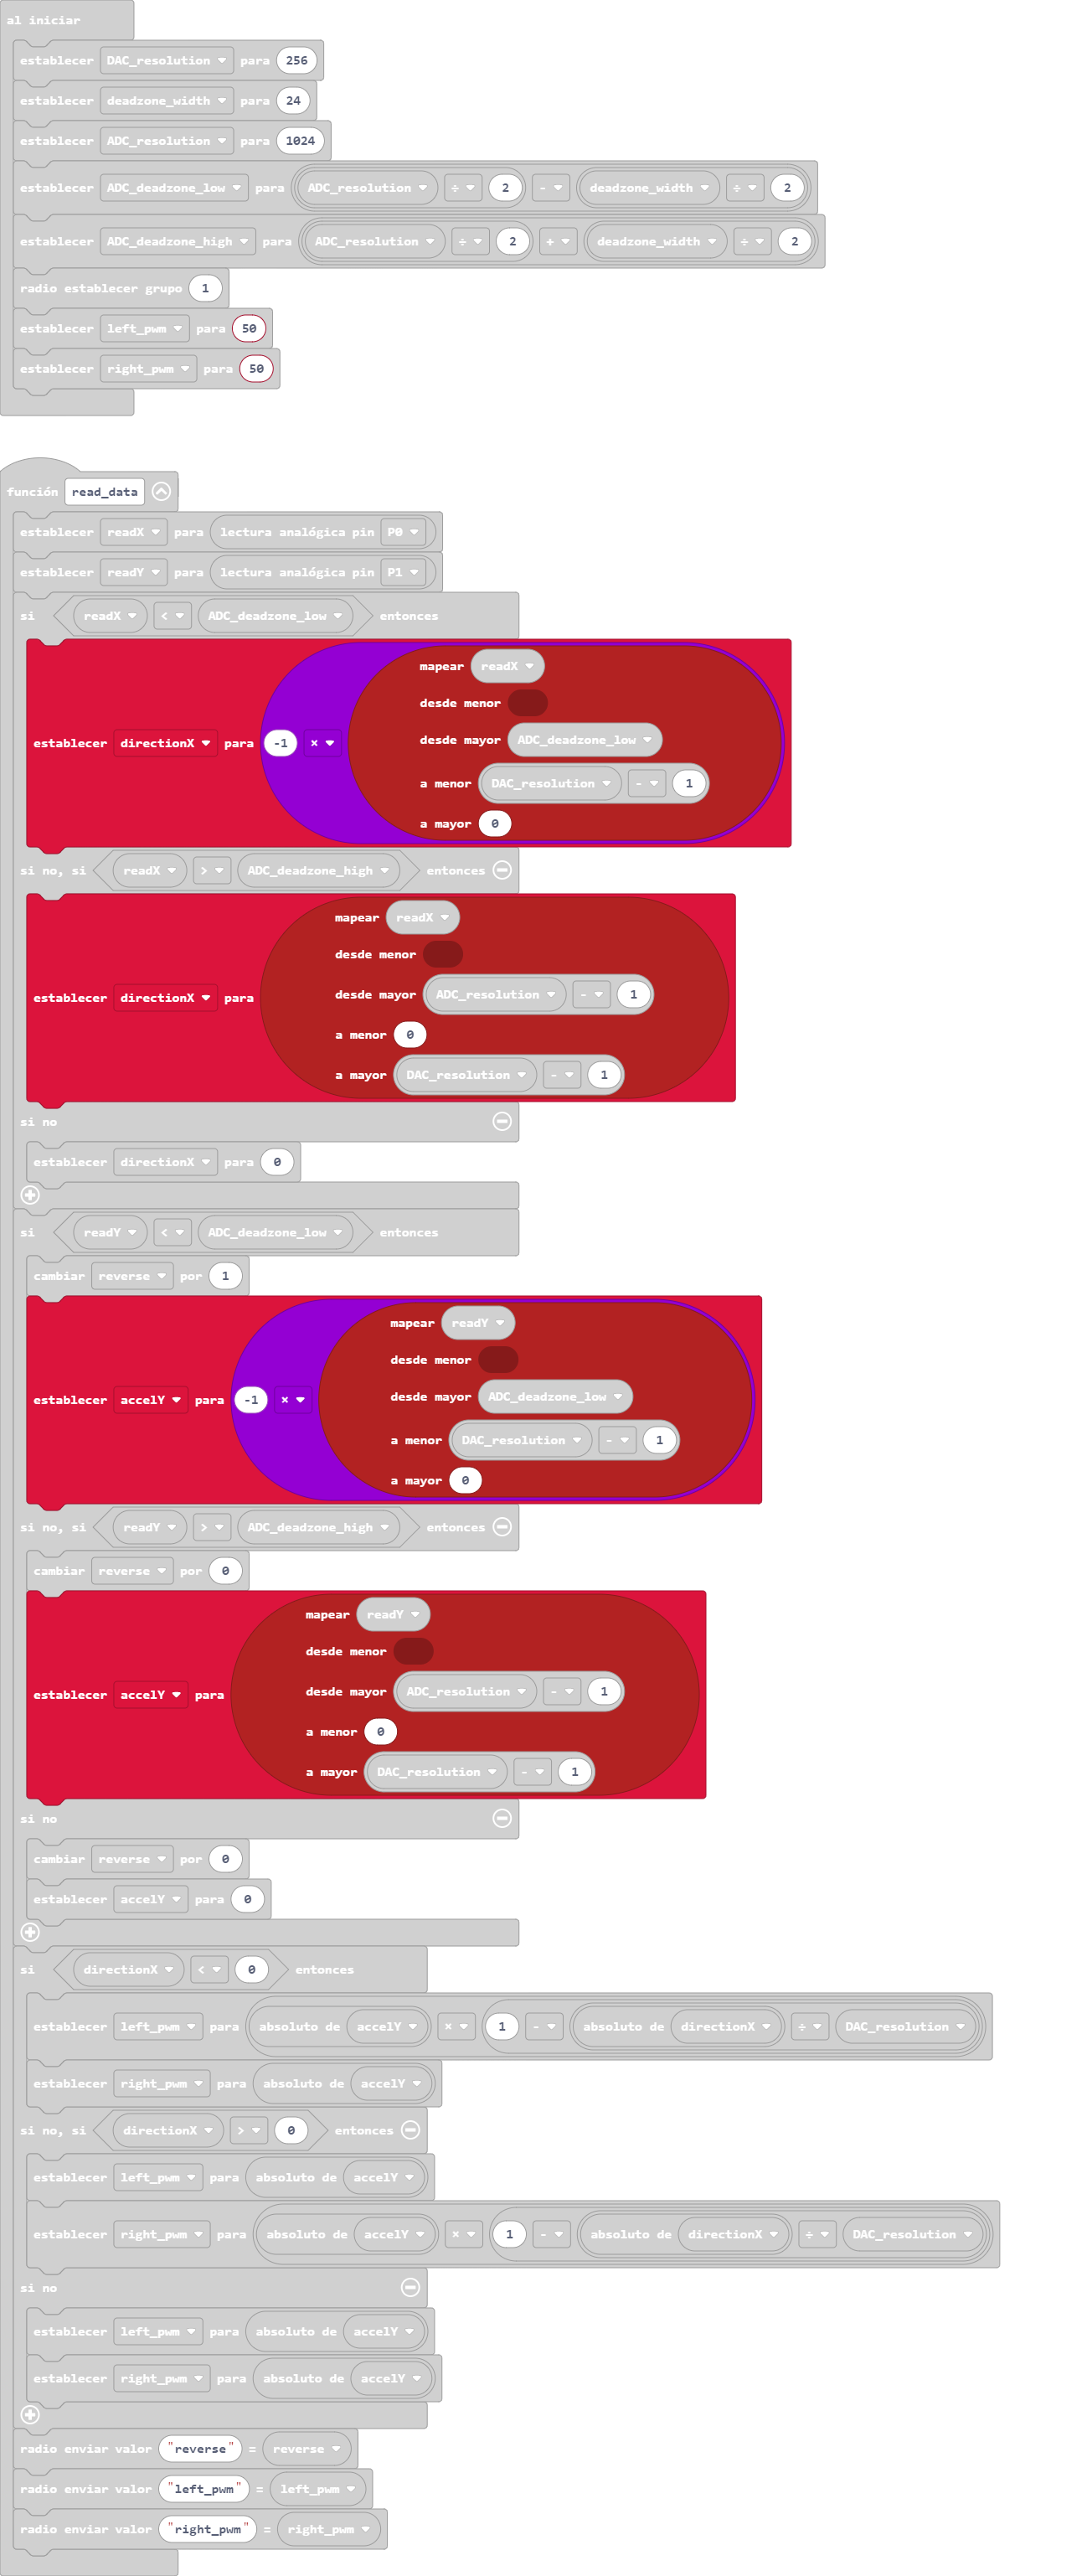 al iniciar
establecer DAC_resolution para 256
establecer deadzone_width para 24
establecer ADC_resolution para 1024
establecer ADC_deadzone_low para ADC_resolution ÷ 2 - deadzone_width ÷ 2
establecer ADC_deadzone_high para ADC_resolution ÷ 2 + deadzone_width ÷ 2
radio establecer grupo 1
establecer left_pwm para 50
establecer right_pwm para 50
función read_data
establecer readX para lectura analógica pin P0
establecer readY para lectura analógica pin P1
si readX < ADC_deadzone_low entonces
establecer directionX para -1 × mapear readX
desde menor
desde mayor ADC_deadzone_low
a menor DAC_resolution - 1
a mayor 0
si no, si readX > ADC_deadzone_high entonces
establecer directionX para mapear readX
desde menor
desde mayor ADC_resolution - 1
a menor 0
a mayor DAC_resolution - 1
si no
establecer directionX para 0
si readY < ADC_deadzone_low entonces
cambiar reverse por 1
establecer accelY para -1 × mapear readY
desde menor
desde mayor ADC_deadzone_low
a menor DAC_resolution - 1
a mayor 0
si no, si readY > ADC_deadzone_high entonces
cambiar reverse por 0
establecer accelY para mapear readY
desde menor
desde mayor ADC_resolution - 1
a menor 0
a mayor DAC_resolution - 1
si no
cambiar reverse por 0
establecer accelY para 0
si directionX < 0 entonces
establecer left_pwm para absoluto de accelY × 1 - absoluto de directionX ÷ DAC_resolution
establecer right_pwm para absoluto de accelY
si no, si directionX > 0 entonces
establecer left_pwm para absoluto de accelY
establecer right_pwm para absoluto de accelY × 1 - absoluto de directionX ÷ DAC_resolution
si no
establecer left_pwm para absoluto de accelY
establecer right_pwm para absoluto de accelY
radio enviar valor "reverse" = reverse
radio enviar valor "left_pwm" = left_pwm
radio enviar valor "right_pwm" = right_pwm